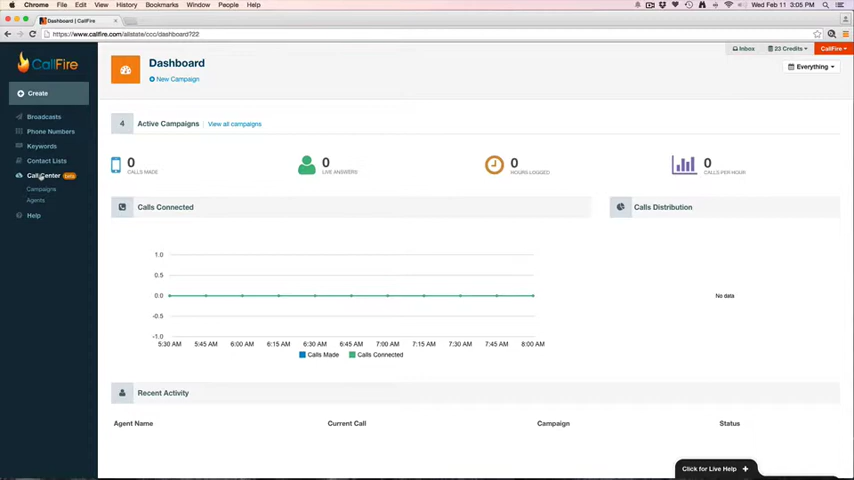 Chrome File Edit View History Bookmarks Window People Help
Wed Feb 11 3:05 PM
Dashboard | CallFire
https://www.callfire.com/allstate/ccc/dashboard?22
CallFire
Inbox 23 Credits CallFire
Dashboard
New Campaign
Everything
Create
Broadcasts
Phone Numbers
Keywords
Contact Lists
Call Center beta
Campaigns
Agents
Help
4 Active Campaigns View all campaigns
0 CALLS MADE
0 LIVE ANSWERS
0 HOURS LOGGED
0 CALLS PER HOUR
Calls Connected
Calls Distribution
1.0
0.5
0.0
-0.5
-1.0
5:30 AM 5:45 AM 6:00 AM 6:15 AM 6:30 AM 6:45 AM 7:00 AM 7:15 AM 7:30 AM 7:45 AM 8:00 AM
Calls Made Calls Connected
No data
Recent Activity
Agent Name Current Call Campaign Status
Click for Live Help +